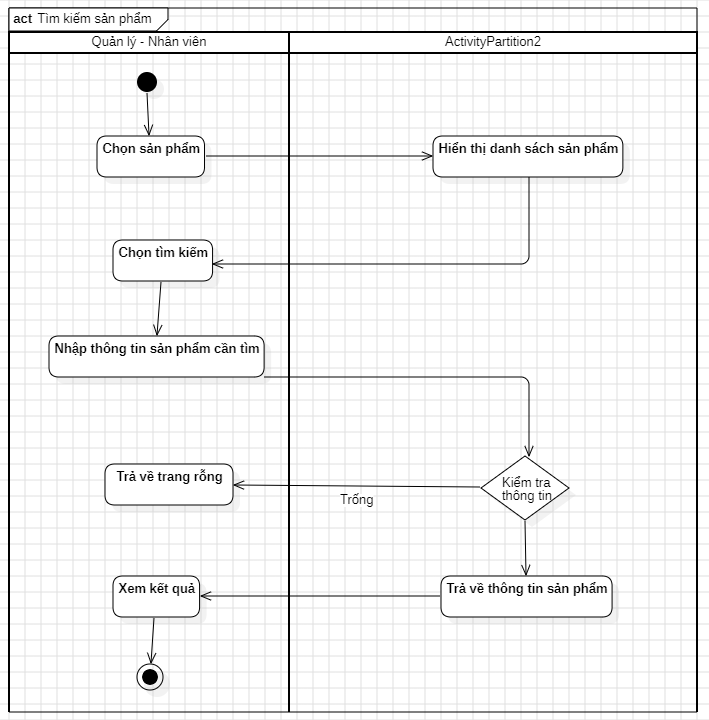 act Tìm kiếm sản phẩm
Quản lý - Nhân viên
ActivityPartition2
Chọn sản phẩm
Hiển thị danh sách sản phẩm
Chọn tìm kiếm
Nhập thông tin sản phẩm cần tìm
Kiểm tra
thông tin
Trả về trang rỗng
Trống
Xem kết quả
Trả về thông tin sản phẩm